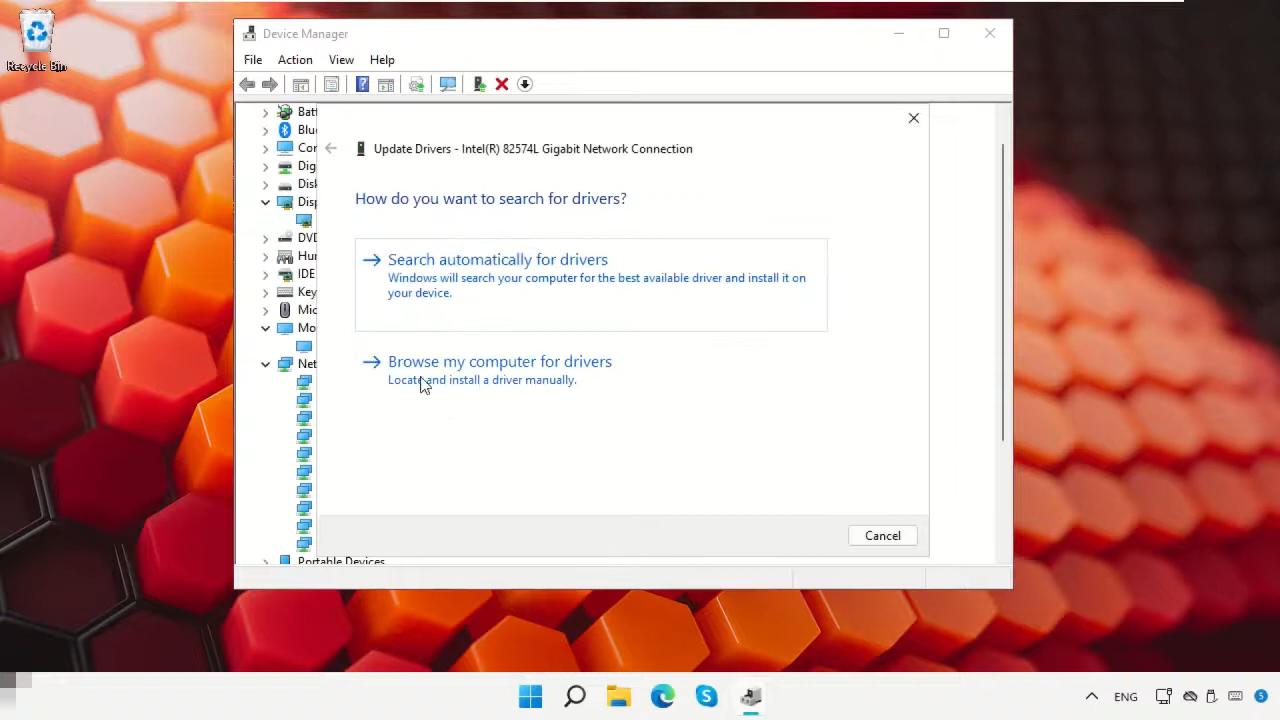 Recycle Bin
Device Manager
File Action View Help
Batt
Blu
Con
Digi
Disk
Disp
DVD
Hur
IDE
Key
Mic
Mo
Net
Portable Devices
Update Drivers - Intel(R) 82574L Gigabit Network Connection
How do you want to search for drivers?
Search automatically for drivers
Windows will search your computer for the best available driver and install it on
your device.
Browse my computer for drivers
Locate and install a driver manually.
Cancel
ENG
5